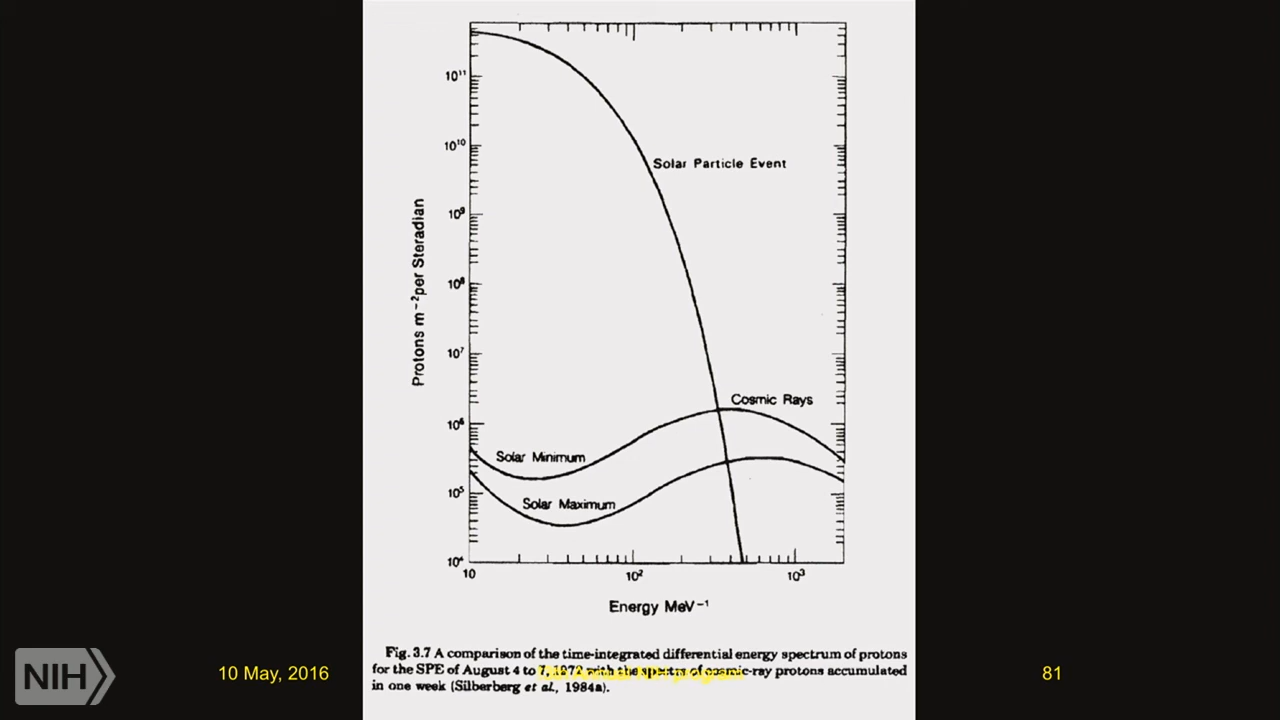 10¹¹
Solar Particle Event
10¹⁰
10⁹
Protons m⁻² per Steradian
10⁸
10⁷
Cosmic Rays
10⁶
Solar Minimum
10⁵
Solar Maximum
10⁴
10
10²
10³
Energy MeV⁻¹
Fig. 3.7 A comparison of the time-integrated differential energy spectrum of protons
for the SPE of August 4 to 7, 1972 with the spectra of cosmic-ray protons accumulated
in one week (Silberberg et al., 1984a).
NIH
10 May, 2016
81